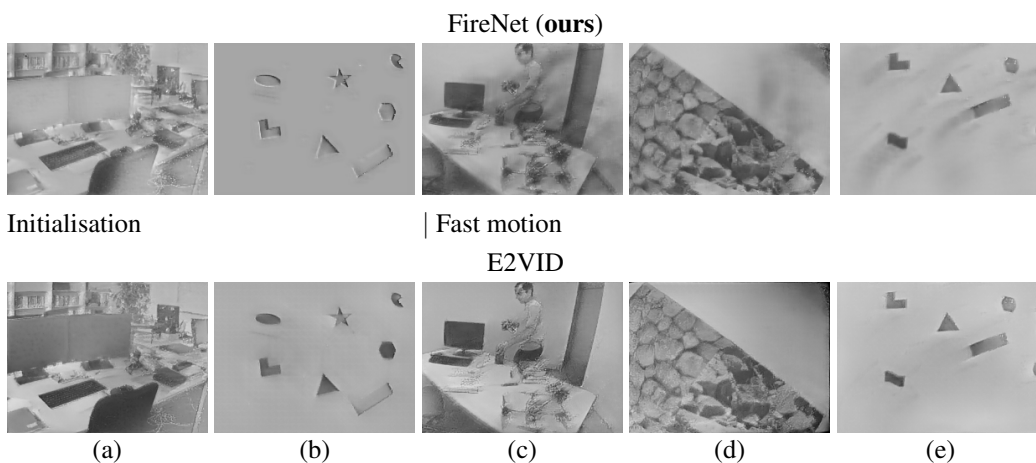 FireNet (ours)
Initialisation | Fast motion
E2VID
(a) (b) (c) (d) (e)